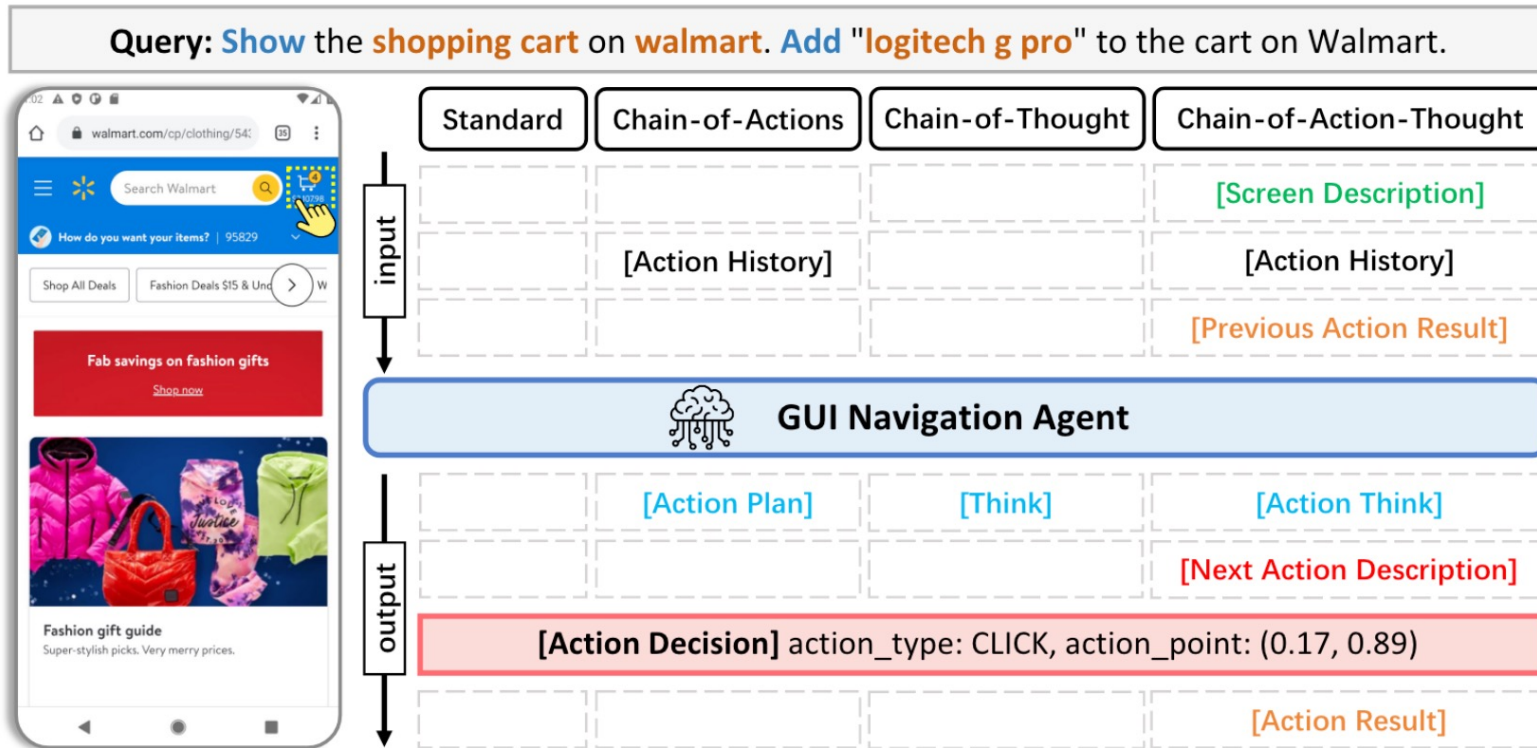 Query: Show the shopping cart on walmart. Add "logitech g pro" to the cart on Walmart.
:02
walmart.com/cp/clothing/543
35
Search Walmart
4
How do you want your items? | 95829
Shop All Deals
Fashion Deals $15 & Und
W
Fab savings on fashion gifts
Shop now
Justice
Fashion gift guide
Super-stylish picks. Very merry prices.
Standard
Chain-of-Actions
Chain-of-Thought
Chain-of-Action-Thought
input
[Screen Description]
[Action History]
[Action History]
[Previous Action Result]
GUI Navigation Agent
output
[Action Plan]
[Think]
[Action Think]
[Next Action Description]
[Action Decision] action_type: CLICK, action_point: (0.17, 0.89)
[Action Result]